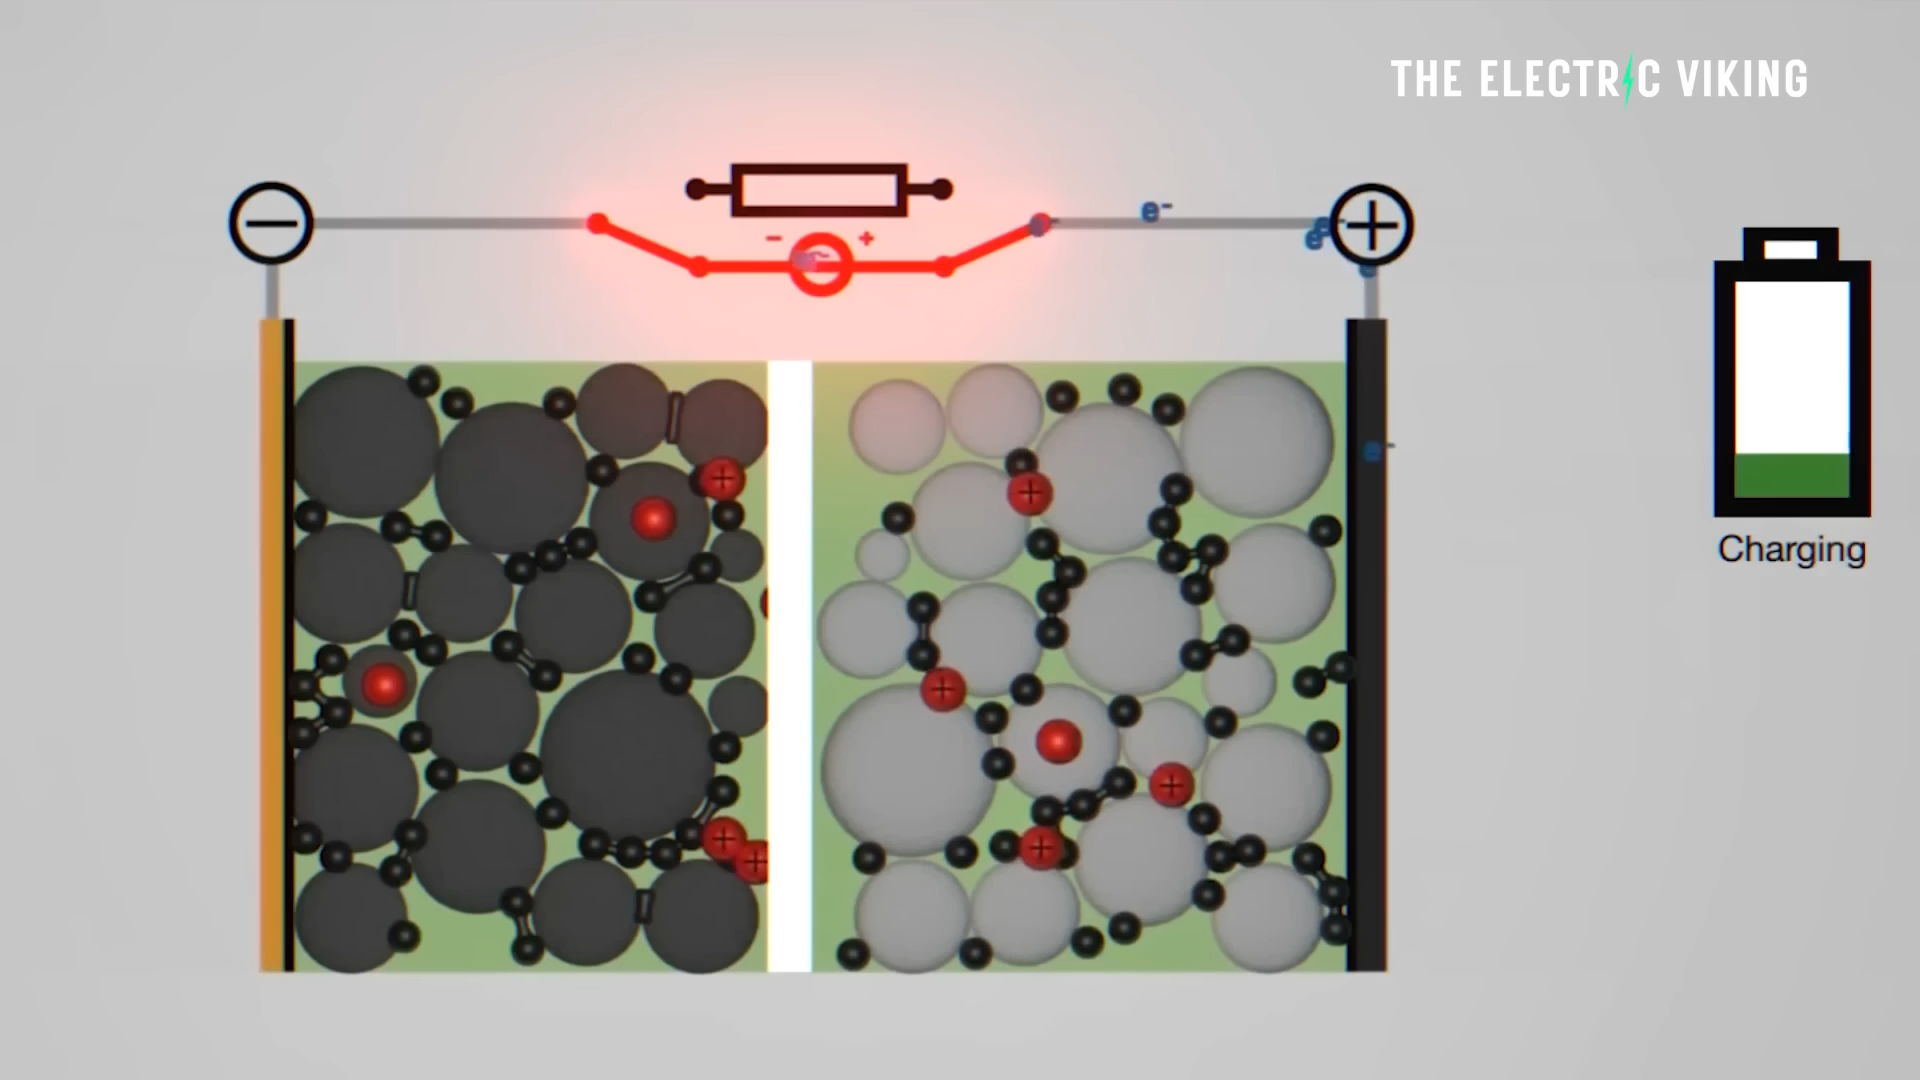 THE ELECTRIC VIKING
− +
e−
e−
e−
Charging